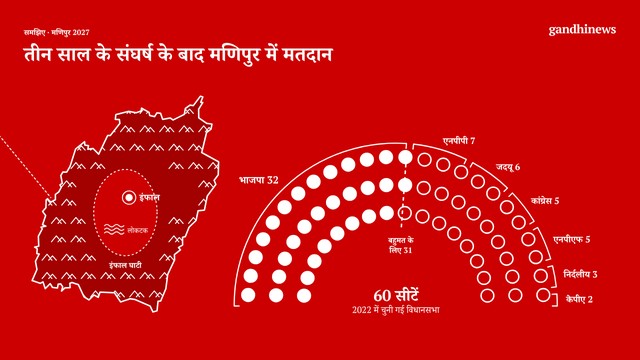 समझिए - मणिपुर 2027
gandhinews
तीन साल के संघर्ष के बाद मणिपुर में मतदान
इंफाल
लोकटक
इंफाल घाटी
भाजपा 32
एनपीपी 7
जदयू 6
कांग्रेस 5
एनपीएफ 5
निर्दलीय 3
केपीए 2
बहुमत के
लिए 31
60 सीटें
2022 में चुनी गई विधानसभा